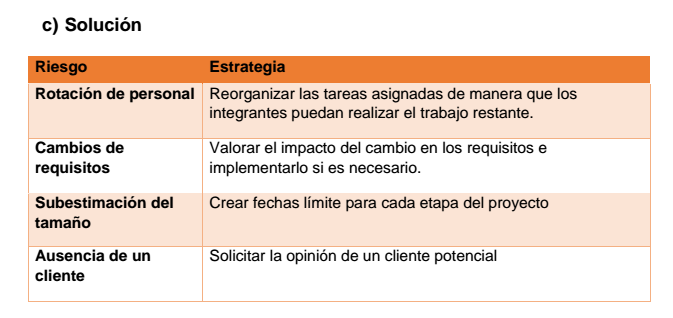 c) Solución
Riesgo Estrategia
Rotación de personal Reorganizar las tareas asignadas de manera que los
integrantes puedan realizar el trabajo restante.
Cambios de Valorar el impacto del cambio en los requisitos e
requisitos implementarlo si es necesario.
Subestimación del Crear fechas límite para cada etapa del proyecto
tamaño
Ausencia de un Solicitar la opinión de un cliente potencial
cliente